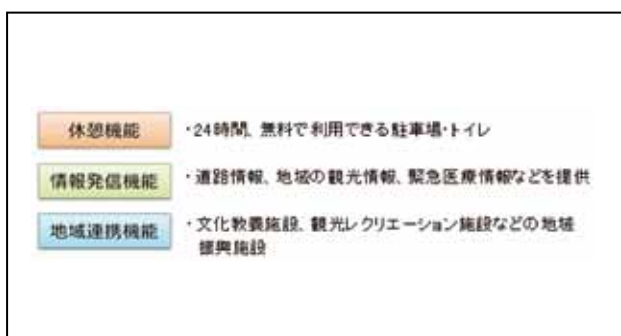 休憩機能
・24時間、無料で利用できる駐車場・トイレ
情報発信機能
・道路情報、地域の観光情報、緊急医療情報などを提供
地域連携機能
・文化教養施設、観光レクリエーション施設などの地域
振興施設